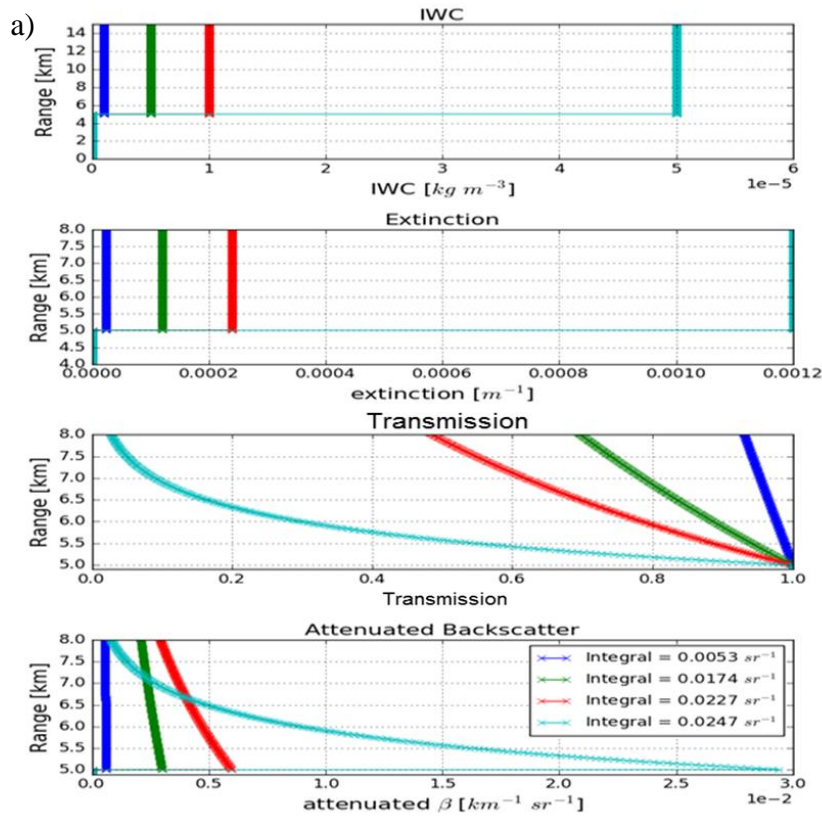 a)
IWC
Range [km]
14
12
10
8
6
4
2
0
0 1 2 3 4 5 6
1e−5
IWC [kg m⁻³]
Extinction
Range [km]
8.0
7.5
7.0
6.5
6.0
5.5
5.0
4.5
4.0
0.0000 0.0002 0.0004 0.0006 0.0008 0.0010 0.0012
extinction [m⁻¹]
Transmission
Range [km]
8.0
7.5
7.0
6.5
6.0
5.5
5.0
0.0 0.2 0.4 0.6 0.8 1.0
Transmission
Attenuated Backscatter
Range [km]
8.0
7.5
7.0
6.5
6.0
5.5
5.0
Integral = 0.0053 sr⁻¹
Integral = 0.0174 sr⁻¹
Integral = 0.0227 sr⁻¹
Integral = 0.0247 sr⁻¹
0.0 0.5 1.0 1.5 2.0 2.5 3.0
1e−2
attenuated β [km⁻¹ sr⁻¹]